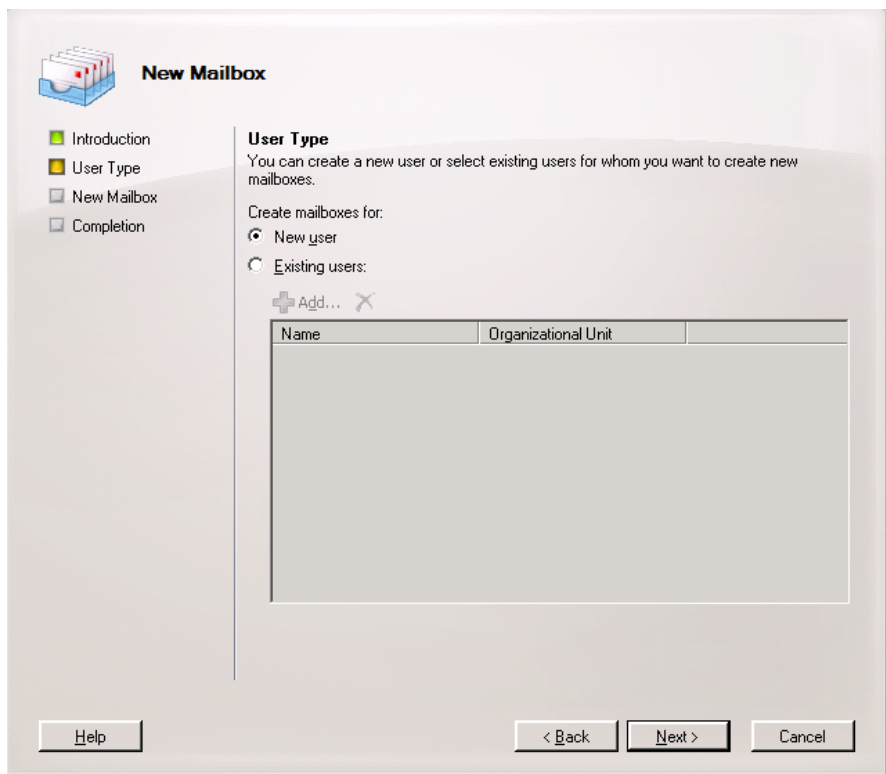 New Mailbox
Introduction
User Type
New Mailbox
Completion
User Type
You can create a new user or select existing users for whom you want to create new
mailboxes.
Create mailboxes for:
New user
Existing users:
Add...
Name Organizational Unit
Help < Back Next > Cancel